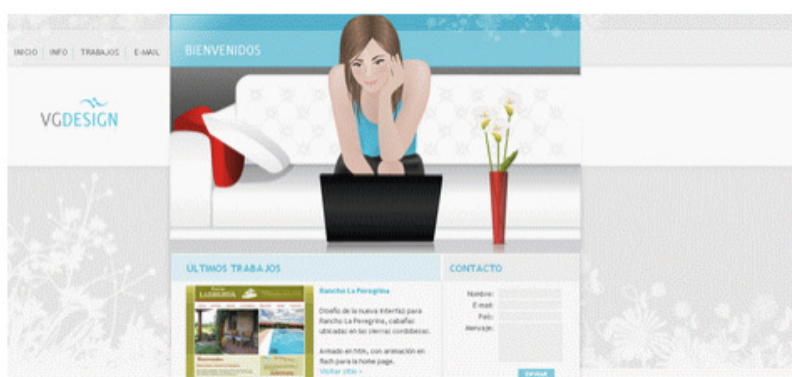 INICIO INFO TRABAJOS E-MAIL
BIENVENIDOS
VGDESIGN
ÚLTIMOS TRABAJOS
CONTACTO
Rancho La Peregrina
Diseño de la nueva interfaz para
Rancho La Peregrina, cabañas
ubicadas en las sierras cordobesas.
Armado en htm, con animación en
flash para la home page.
Visitar sitio »
Nombre:
E-mail:
País:
Mensaje:
ENVIAR